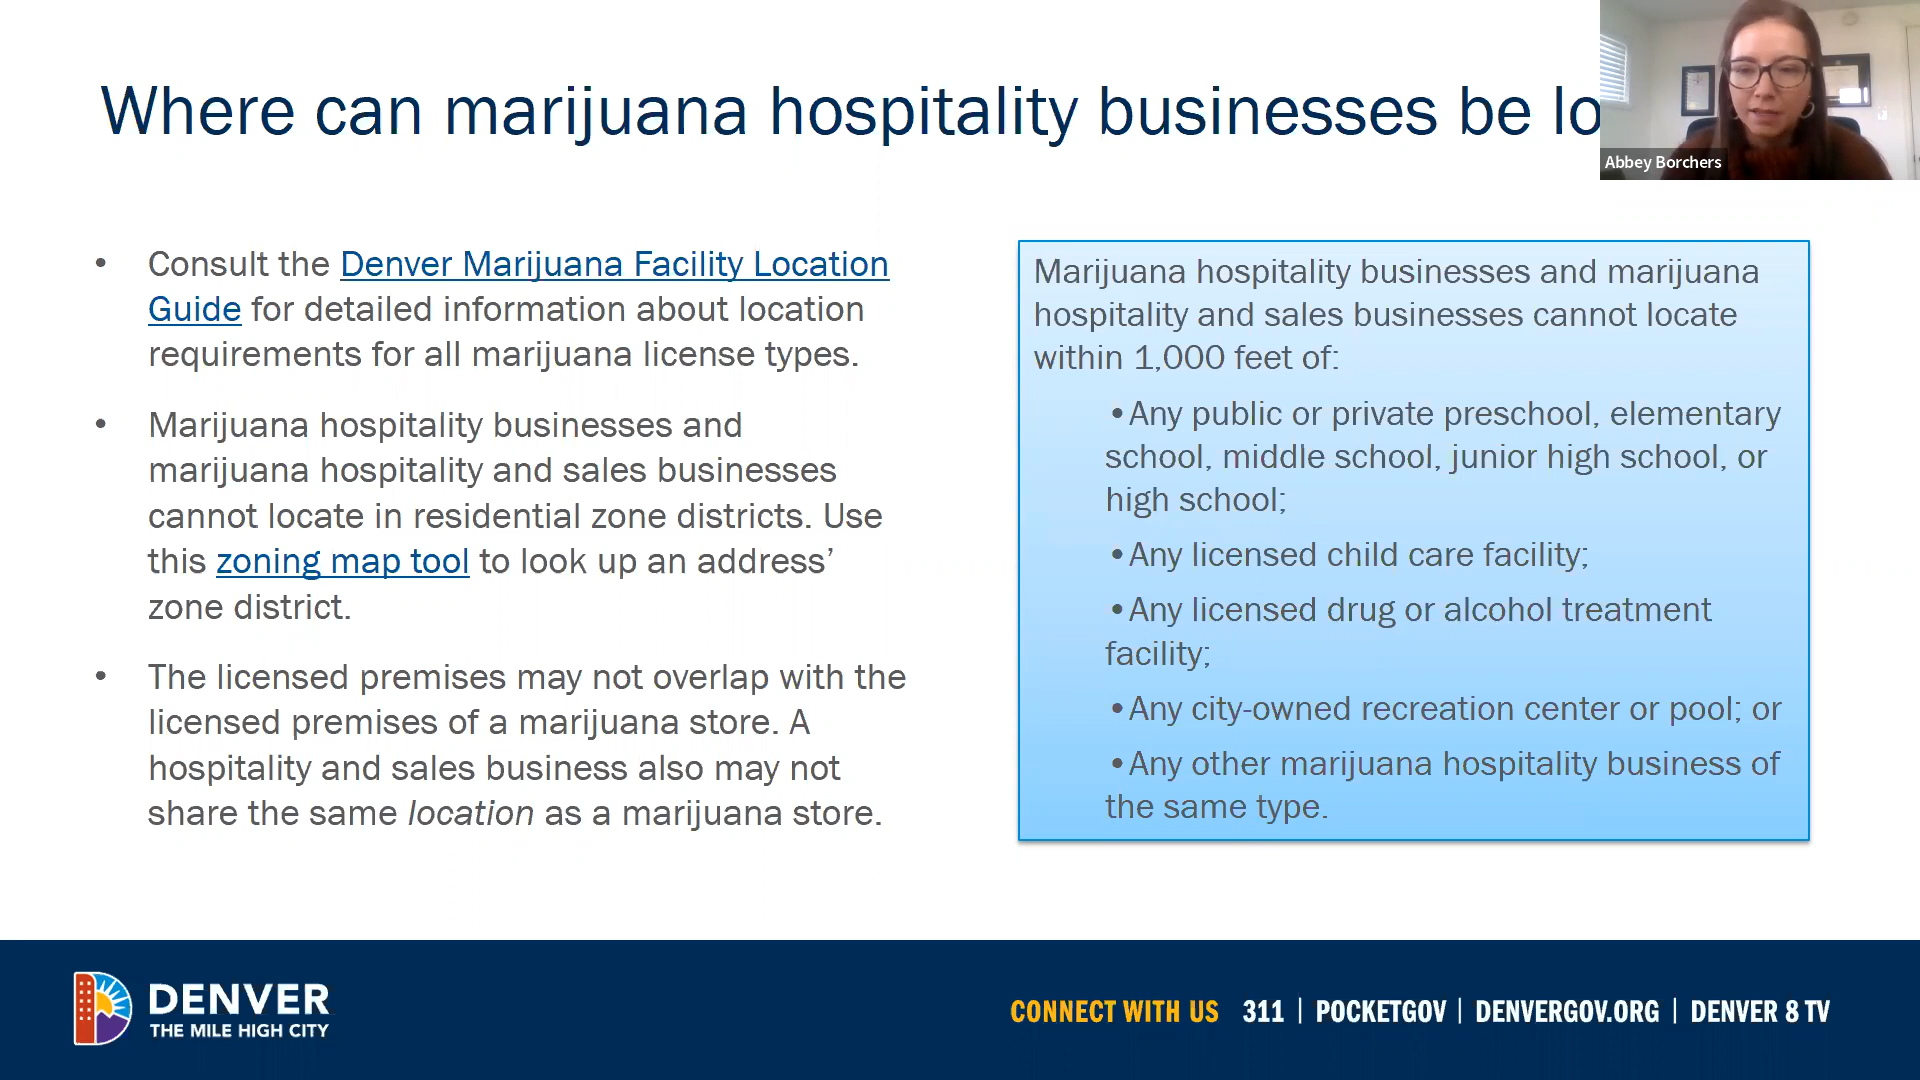 Where can marijuana hospitality businesses be lo
Abbey Borchers
• Consult the Denver Marijuana Facility Location
Guide for detailed information about location
requirements for all marijuana license types.
• Marijuana hospitality businesses and
marijuana hospitality and sales businesses
cannot locate in residential zone districts. Use
this zoning map tool to look up an address’
zone district.
• The licensed premises may not overlap with the
licensed premises of a marijuana store. A
hospitality and sales business also may not
share the same location as a marijuana store.
Marijuana hospitality businesses and marijuana
hospitality and sales businesses cannot locate
within 1,000 feet of:
•Any public or private preschool, elementary
school, middle school, junior high school, or
high school;
•Any licensed child care facility;
•Any licensed drug or alcohol treatment
facility;
•Any city-owned recreation center or pool; or
•Any other marijuana hospitality business of
the same type.
DENVER
THE MILE HIGH CITY
CONNECT WITH US 311 | POCKETGOV | DENVERGOV.ORG | DENVER 8 TV